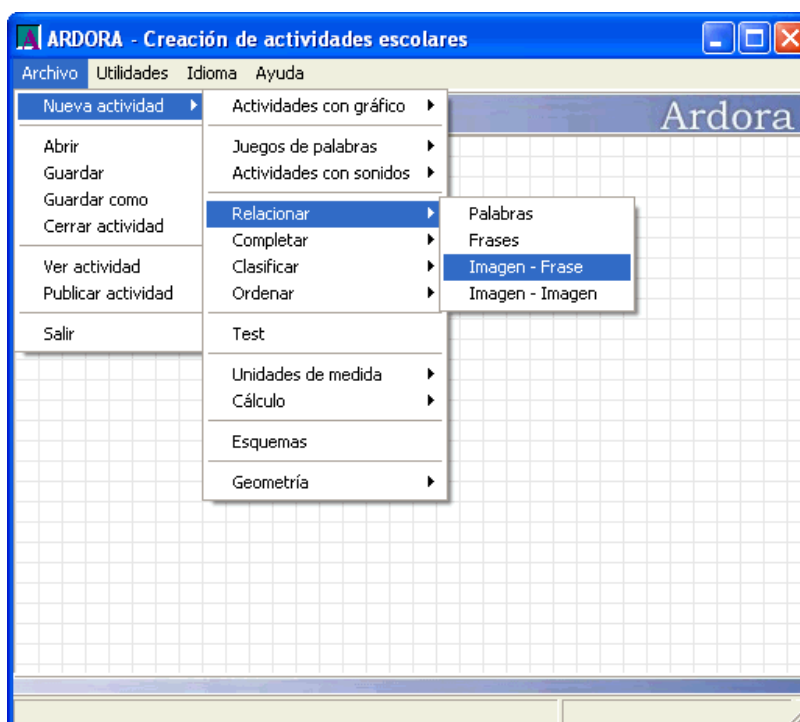 ARDORA - Creación de actividades escolares
Archivo Utilidades Idioma Ayuda
Ardora
Nueva actividad
Abrir
Guardar
Guardar como
Cerrar actividad
Ver actividad
Publicar actividad
Salir
Actividades con gráfico
Juegos de palabras
Actividades con sonidos
Relacionar
Completar
Clasificar
Ordenar
Test
Unidades de medida
Cálculo
Esquemas
Geometría
Palabras
Frases
Imagen - Frase
Imagen - Imagen